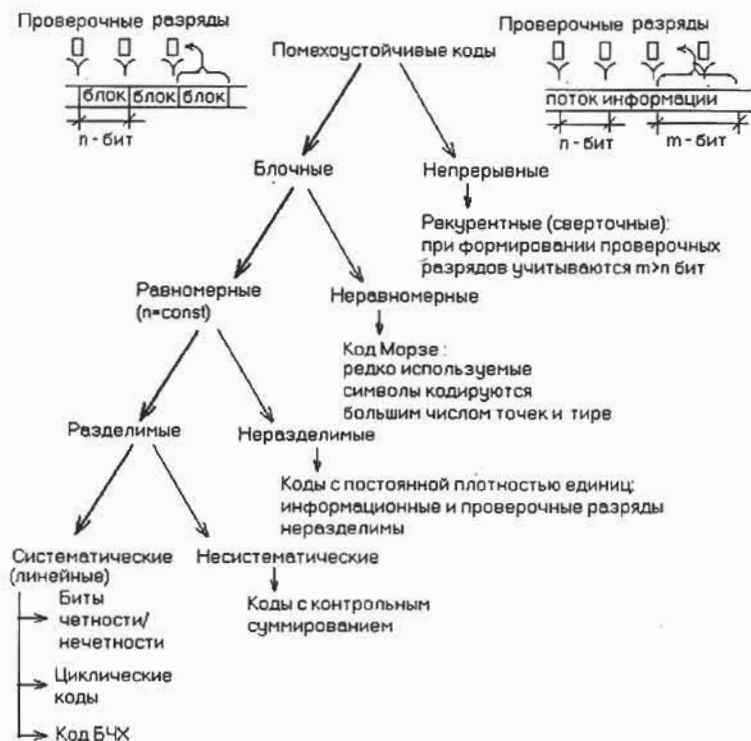 Проверочные разряды
блок блок блок
n - бит
Помехоустойчивые коды
Проверочные разряды
поток информации
n - бит
m - бит
Блочные
Непрерывные
Рекурентные (сверточные):
при формировании проверочных
разрядов учитываются m>n бит
Равномерные
(n=const)
Неравномерные
Код Морзе :
редко используемые
символы кодируются
большим числом точек и тире
Разделимые
Неразделимые
Коды с постоянной плотностью единиц:
информационные и проверочные разряды
неразделимы
Систематические
(линейные)
Несистематические
Биты
четности/
нечетности
Коды с контрольным
суммированием
Циклические
коды
Код БЧХ